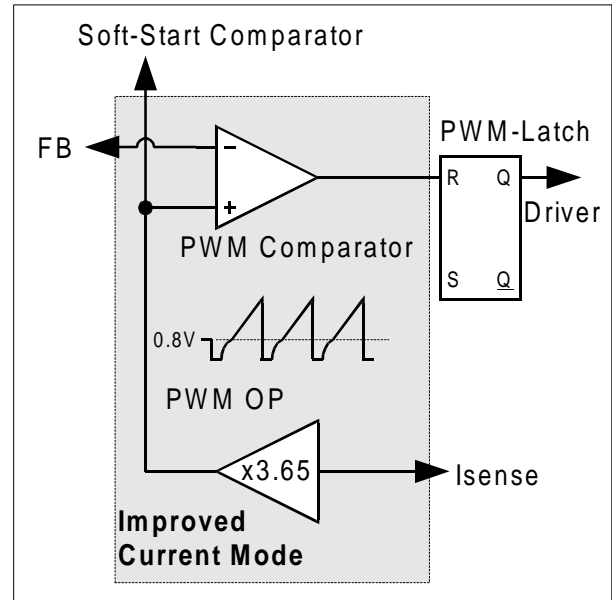 Soft-Start Comparator
FB
PWM-Latch
−
+
R Q
Driver
PWM Comparator
S Q
0.8V
PWM OP
x3.65
Isense
Improved
Current Mode